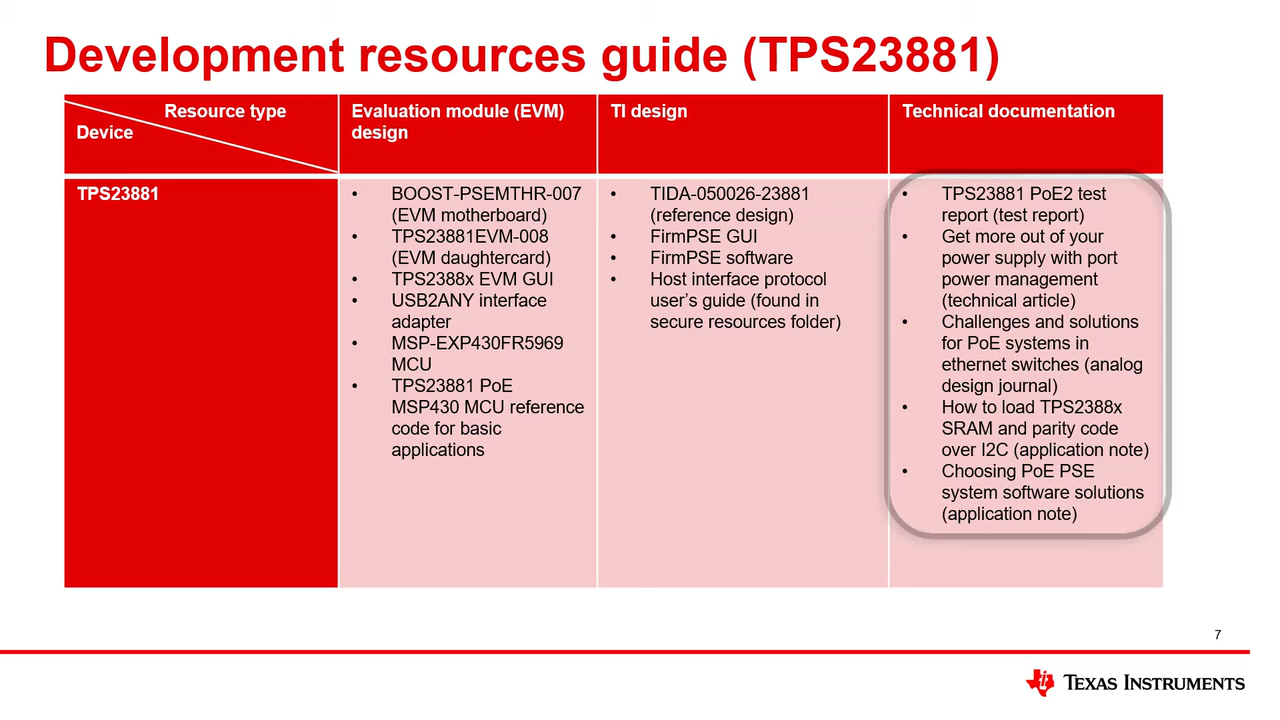 Development resources guide (TPS23881)
Resource type
Device
Evaluation module (EVM)
design
TI design
Technical documentation
TPS23881
• BOOST-PSEMTHR-007
(EVM motherboard)
• TPS23881EVM-008
(EVM daughtercard)
• TPS2388x EVM GUI
• USB2ANY interface
adapter
• MSP-EXP430FR5969
MCU
• TPS23881 PoE
MSP430 MCU reference
code for basic
applications
• TIDA-050026-23881
(reference design)
• FirmPSE GUI
• FirmPSE software
• Host interface protocol
user’s guide (found in
secure resources folder)
• TPS23881 PoE2 test
report (test report)
• Get more out of your
power supply with port
power management
(technical article)
• Challenges and solutions
for PoE systems in
ethernet switches (analog
design journal)
• How to load TPS2388x
SRAM and parity code
over I2C (application note)
• Choosing PoE PSE
system software solutions
(application note)
7
TEXAS INSTRUMENTS